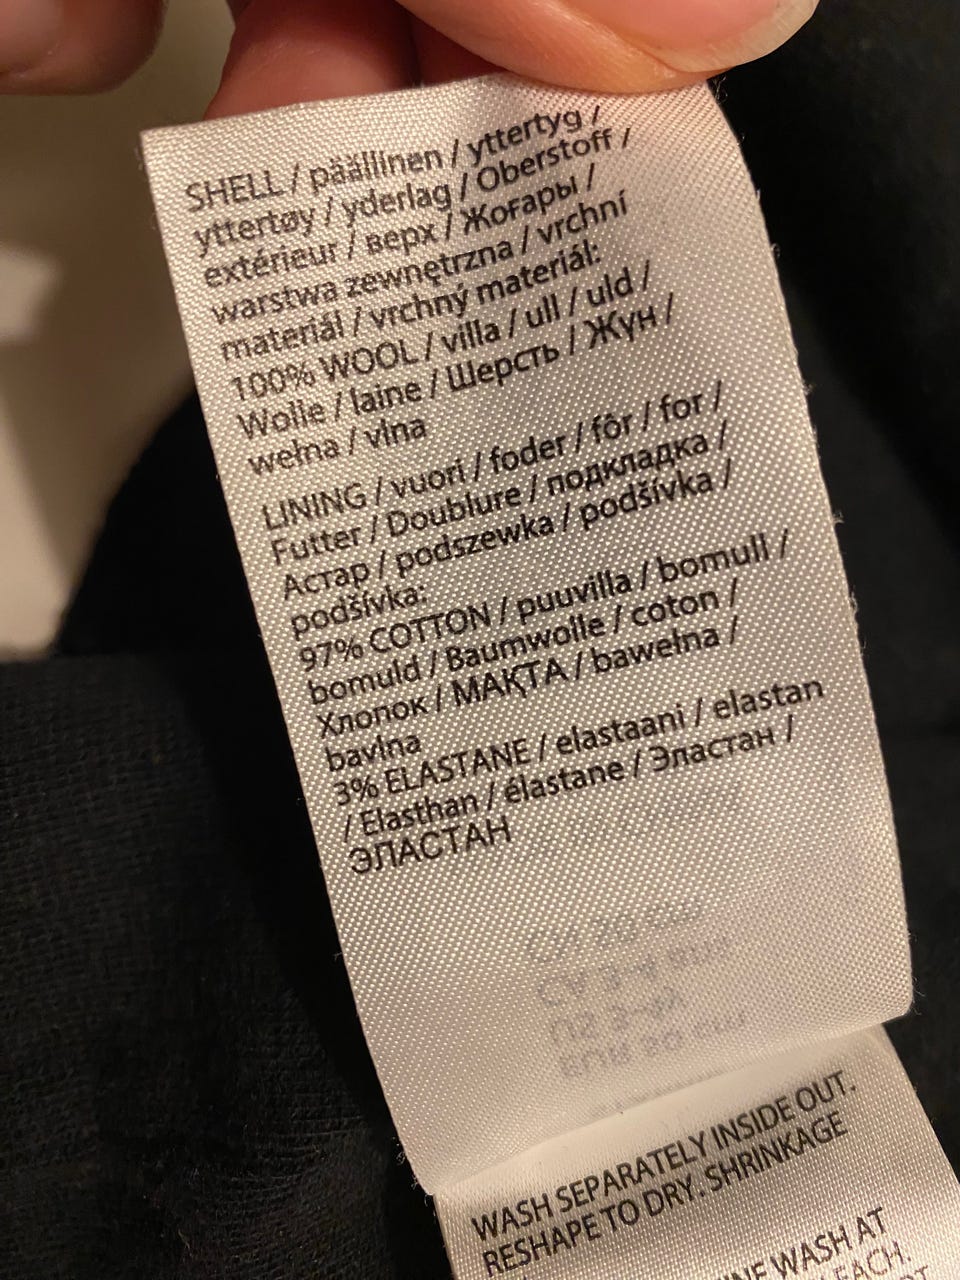 SHELL / päällinen / yttertyg /
yttertøy / yderlag / Oberstoff /
extérieur / верх / Жоғары /
warstwa zewnętrzna / vrchní
materiál / vrchný materiál:
100% WOOL / villa / ull / uld /
Wolle / laine / Шерсть / Жүн /
wełna / vlna
LINING / vuori / foder / fôr / for /
Futter / Doublure / подкладка /
Астар / podszewka / podšívka /
podšívka:
97% COTTON / puuvilla / bomull /
bomuld / Baumwolle / coton /
Хлопок / МАҚТА / bawełna /
bavlna
3% ELASTANE / elastaani / elastan
/ Elasthan / élastane / Эластан /
ЭЛАСТАН
WASH SEPARATELY INSIDE OUT.
RESHAPE TO DRY. SHRINKAGE
WASH AT